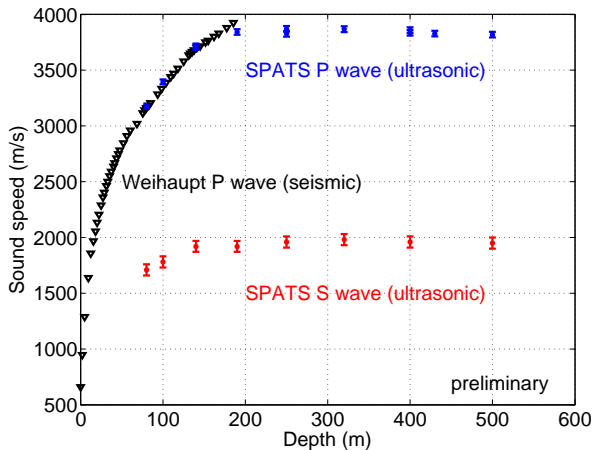 4000
3500
3000
2500
2000
1500
1000
500
Sound speed (m/s)
SPATS P wave (ultrasonic)
Weihaupt P wave (seismic)
SPATS S wave (ultrasonic)
preliminary
0 100 200 300 400 500 600
Depth (m)